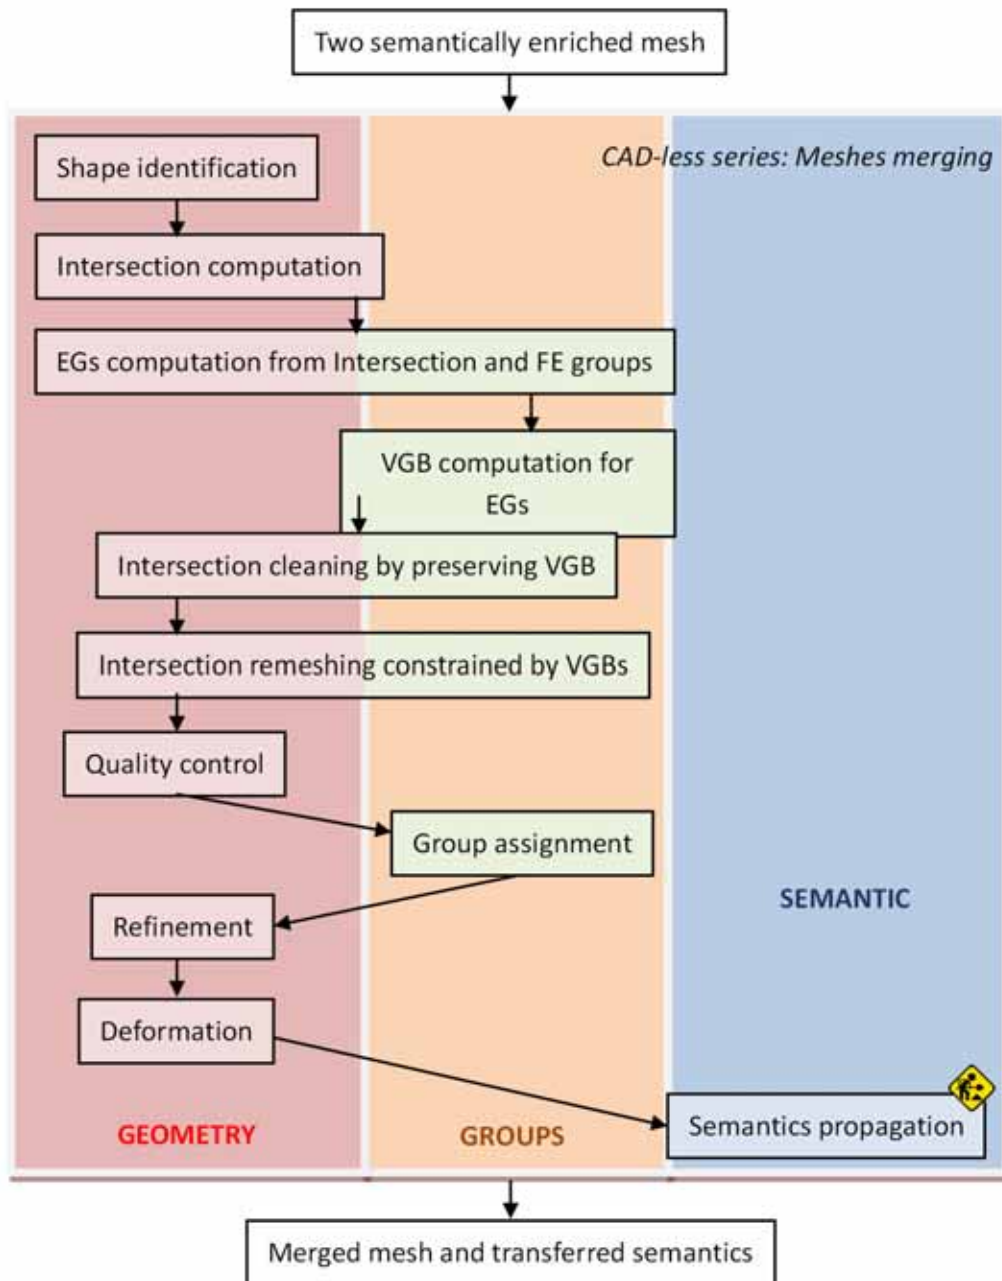 Two semantically enriched mesh
CAD-less series: Meshes merging
Shape identification
Intersection computation
EGs computation from Intersection and FE groups
VGB computation for
EGs
Intersection cleaning by preserving VGB
Intersection remeshing constrained by VGBs
Quality control
Group assignment
SEMANTIC
Refinement
Deformation
Semantics propagation
GEOMETRY
GROUPS
Merged mesh and transferred semantics